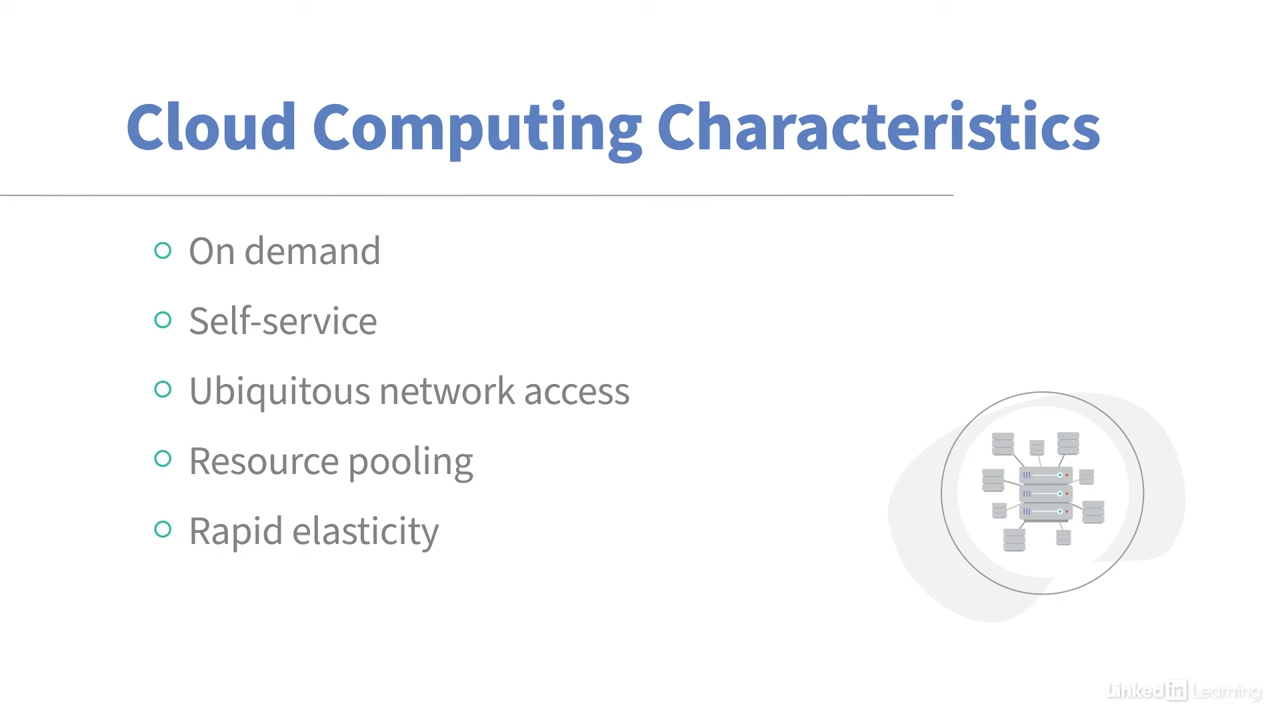 Cloud Computing Characteristics
On demand
Self-service
Ubiquitous network access
Resource pooling
Rapid elasticity
Linked in Learning